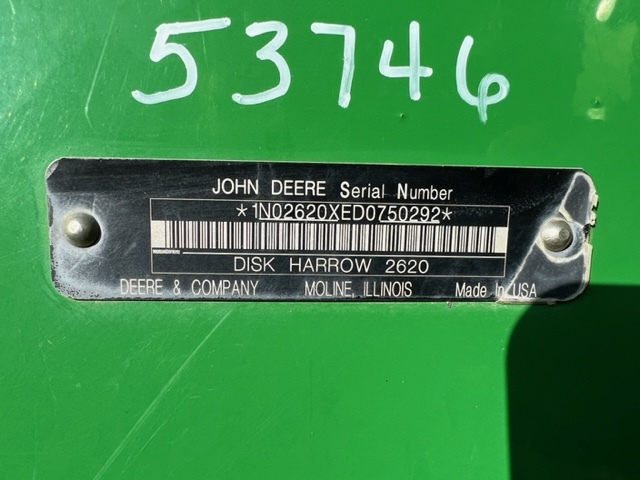 53746
JOHN DEERE Serial Number
*1N02620XED0750292*
DISK HARROW 2620
DEERE & COMPANY MOLINE, ILLINOIS Made In USA